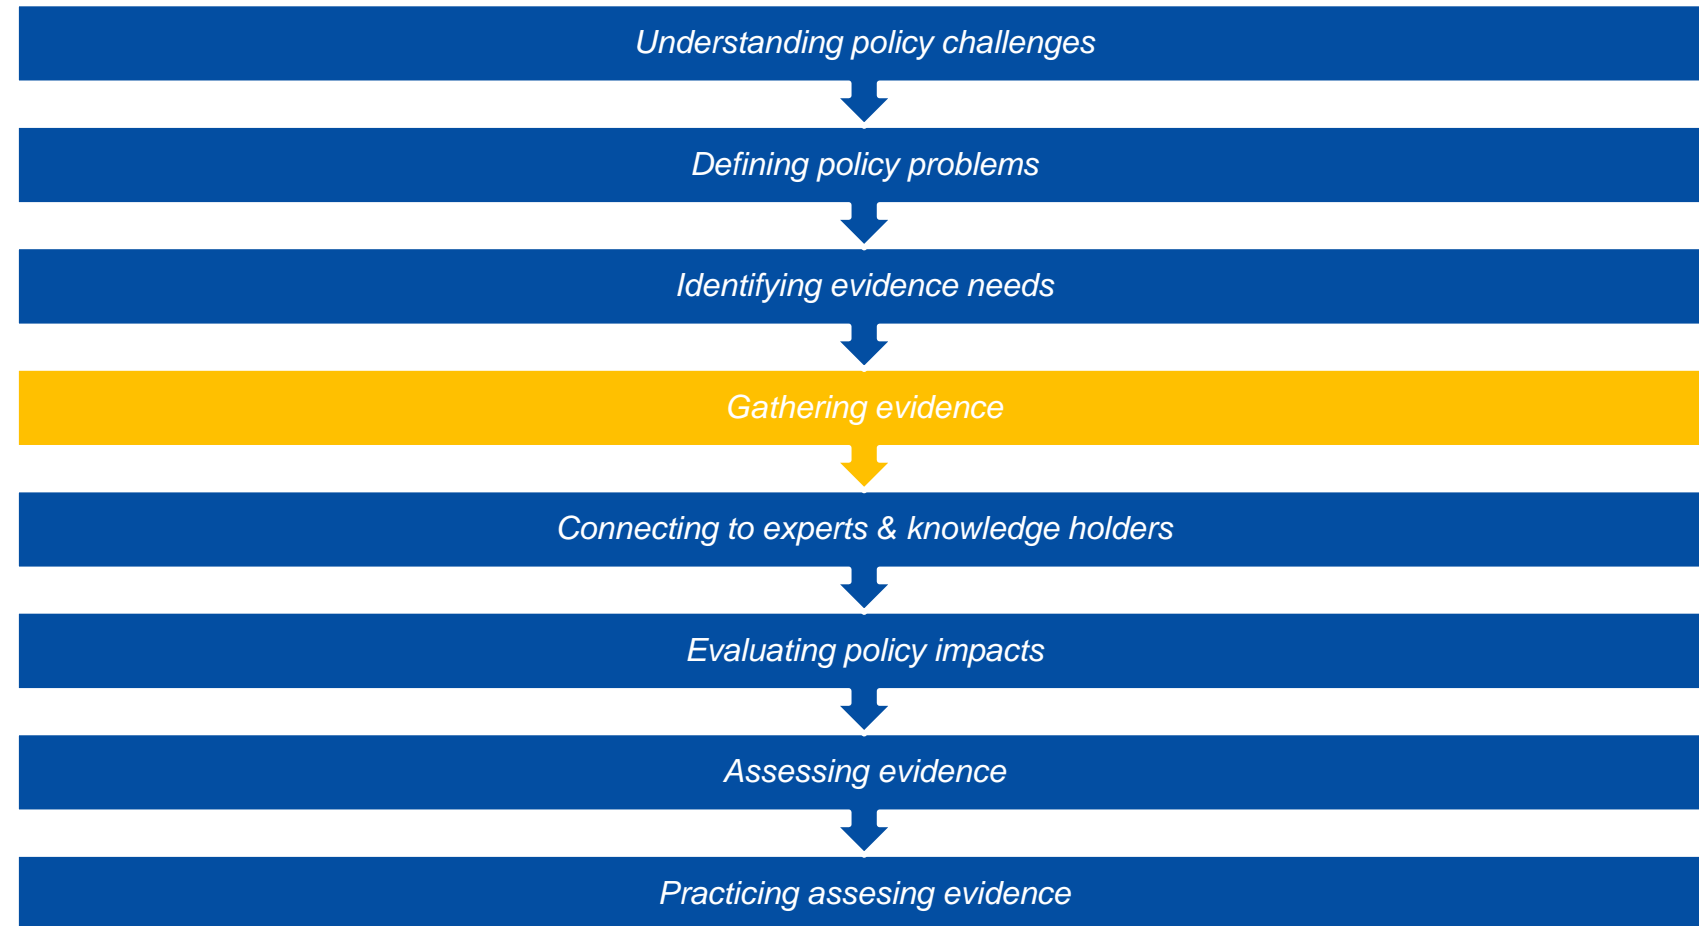 Understanding policy challenges
Defining policy problems
Identifying evidence needs
Gathering evidence
Connecting to experts & knowledge holders
Evaluating policy impacts
Assessing evidence
Practicing assesing evidence